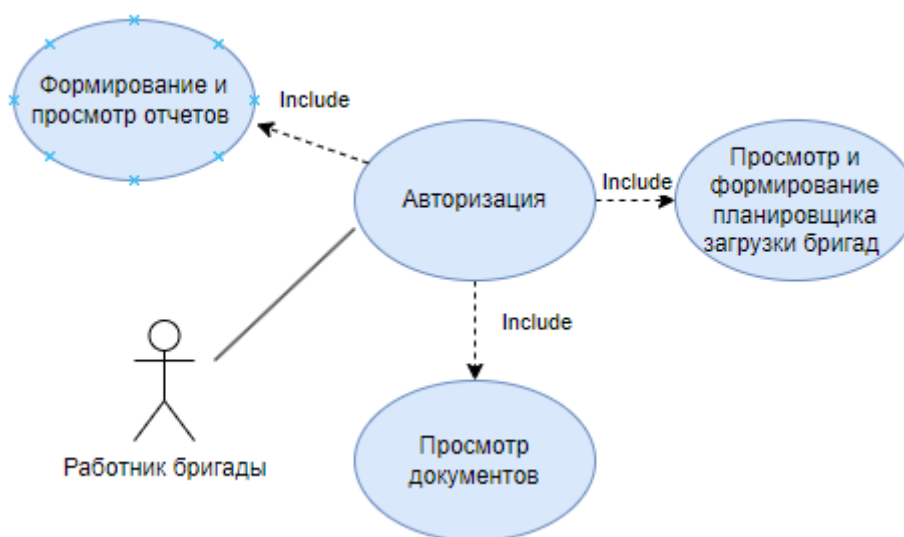 Формирование и
просмотр отчетов
Include
Авторизация
Include
Просмотр и
формирование
планировщика
загрузки бригад
Include
Работник бригады
Просмотр
документов